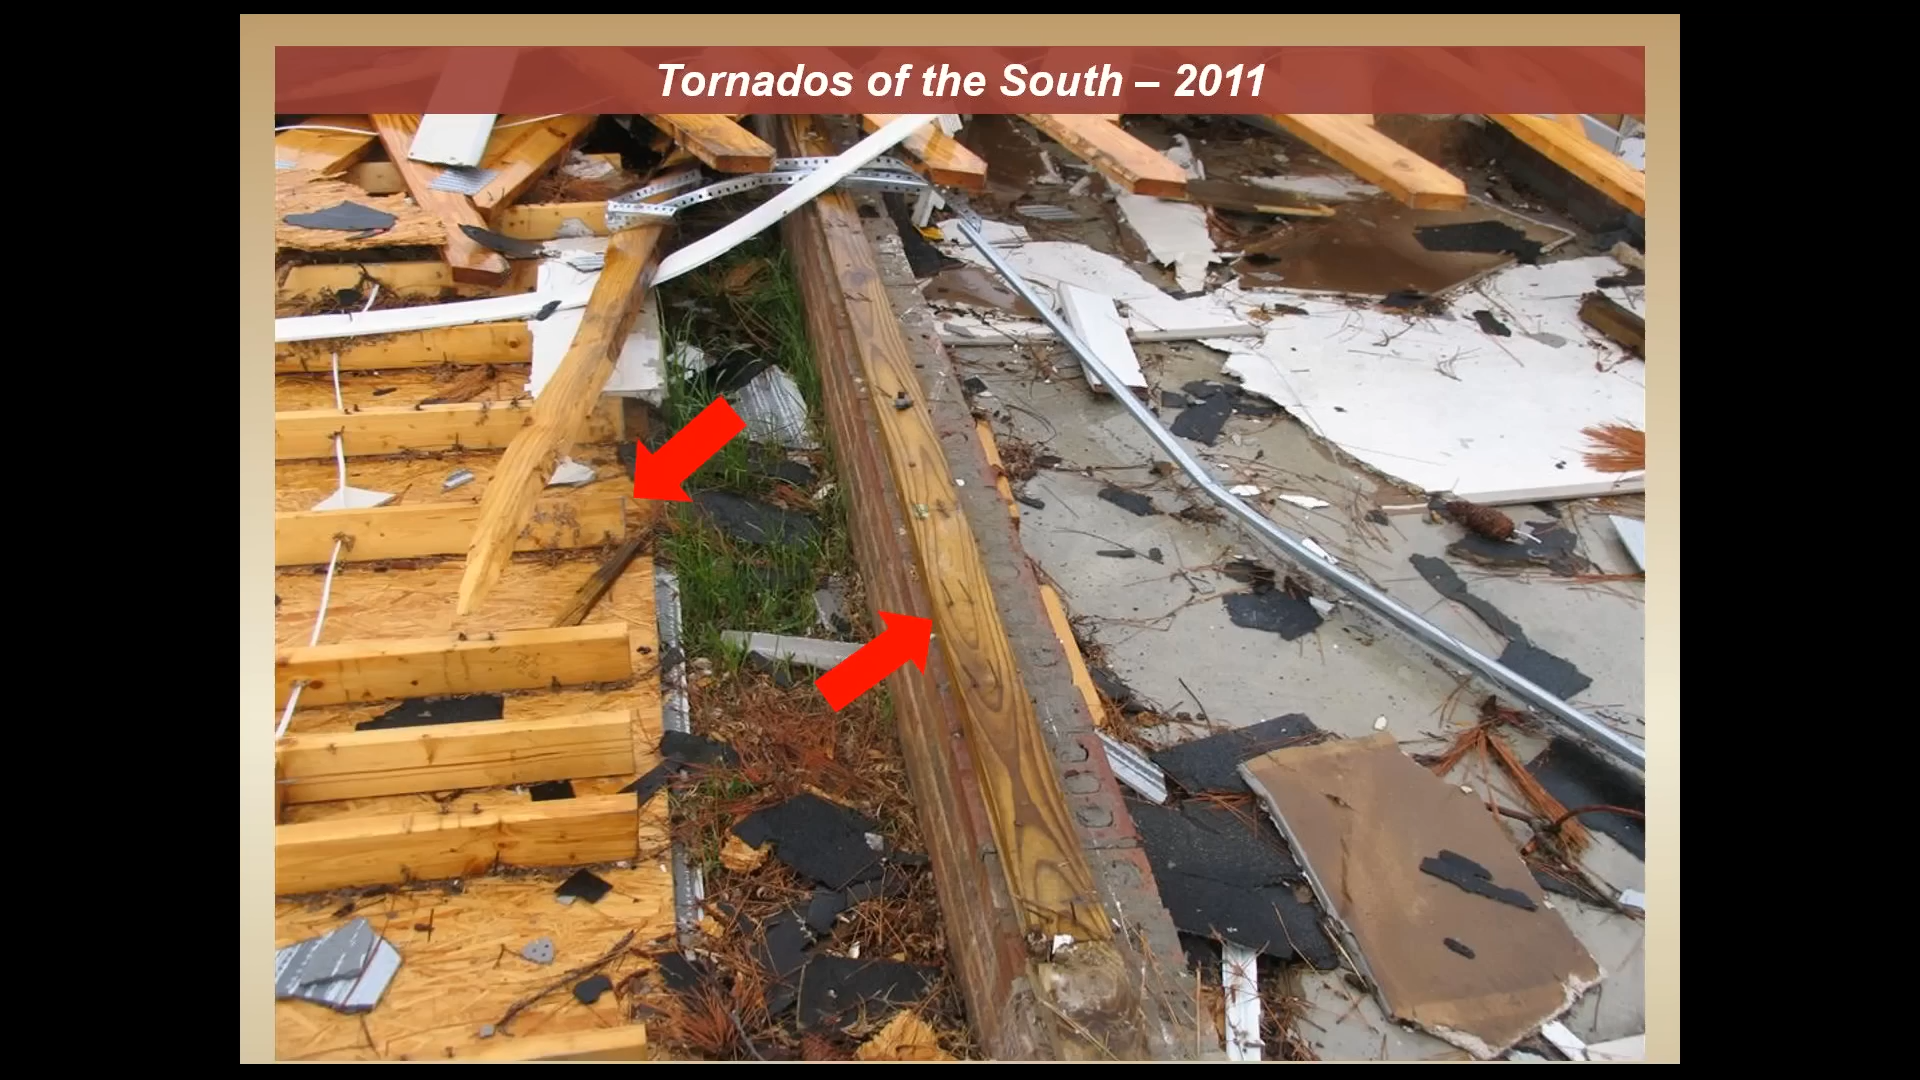 Tornados of the South – 2011